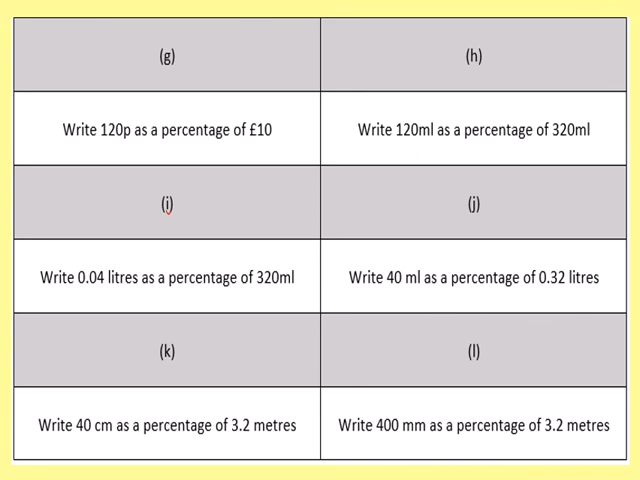 (g)
(h)
Write 120p as a percentage of £10
Write 120ml as a percentage of 320ml
(i)
(j)
Write 0.04 litres as a percentage of 320ml
Write 40 ml as a percentage of 0.32 litres
(k)
(l)
Write 40 cm as a percentage of 3.2 metres
Write 400 mm as a percentage of 3.2 metres